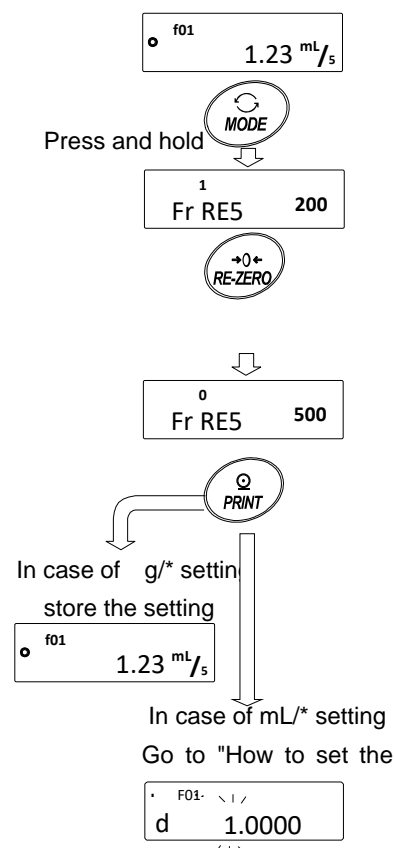 f01
1.23 mL/s
MODE
Press and hold
1
Fr RE5 200
→0←
RE-ZERO
0
Fr RE5 500
PRINT
In case of g/* setting
store the setting
f01
1.23 mL/s
In case of mL/* setting
Go to "How to set the
F01
d 1.0000